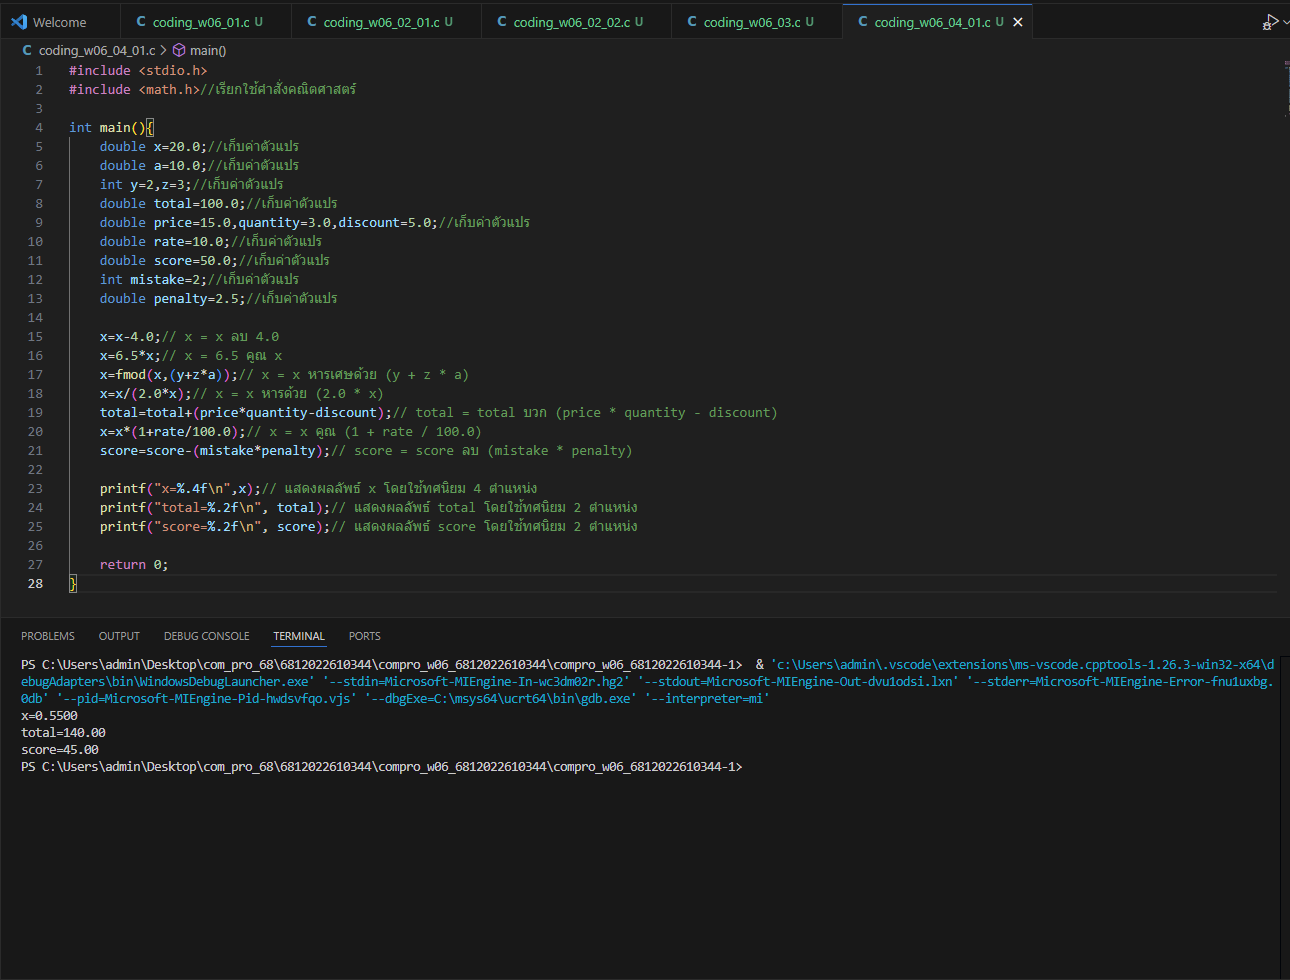 Welcome
C coding_w06_01.c U
C coding_w06_02_01.c U
C coding_w06_02_02.c U
C coding_w06_03.c U
C coding_w06_04_01.c U
C coding_w06_04_01.c > main()
1 #include <stdio.h>
2 #include <math.h>//เรียกใช้คำสั่งคณิตศาสตร์
3
4 int main(){
5 double x=20.0;//เก็บค่าตัวแปร
6 double a=10.0;//เก็บค่าตัวแปร
7 int y=2,z=3;//เก็บค่าตัวแปร
8 double total=100.0;//เก็บค่าตัวแปร
9 double price=15.0,quantity=3.0,discount=5.0;//เก็บค่าตัวแปร
10 double rate=10.0;//เก็บค่าตัวแปร
11 double score=50.0;//เก็บค่าตัวแปร
12 int mistake=2;//เก็บค่าตัวแปร
13 double penalty=2.5;//เก็บค่าตัวแปร
14
15 x=x-4.0;// x = x ลบ 4.0
16 x=6.5*x;// x = 6.5 คูณ x
17 x=fmod(x,(y+z*a));// x = x หารเศษด้วย (y + z * a)
18 x=x/(2.0*x);// x = x หารด้วย (2.0 * x)
19 total=total+(price*quantity-discount);// total = total บวก (price * quantity - discount)
20 x=x*(1+rate/100.0);// x = x คูณ (1 + rate / 100.0)
21 score=score-(mistake*penalty);// score = score ลบ (mistake * penalty)
22
23 printf("x=%.4f\n",x);// แสดงผลลัพธ์ x โดยใช้ทศนิยม 4 ตำแหน่ง
24 printf("total=%.2f\n", total);// แสดงผลลัพธ์ total โดยใช้ทศนิยม 2 ตำแหน่ง
25 printf("score=%.2f\n", score);// แสดงผลลัพธ์ score โดยใช้ทศนิยม 2 ตำแหน่ง
26
27 return 0;
28 }
PROBLEMS OUTPUT DEBUG CONSOLE TERMINAL PORTS
PS C:\Users\admin\Desktop\com_pro_68\6812022610344\compro_w06_6812022610344\compro_w06_6812022610344-1> & 'c:\Users\admin\.vscode\extensions\ms-vscode.cpptools-1.26.3-win32-x64\d
ebugAdapters\bin\WindowsDebugLauncher.exe' '--stdin=Microsoft-MIEngine-In-wc3dm02r.hg2' '--stdout=Microsoft-MIEngine-Out-dvu1odsi.lxn' '--stderr=Microsoft-MIEngine-Error-fnu1uxbg.
0db' '--pid=Microsoft-MIEngine-Pid-hwdsvfqo.vjs' '--dbgExe=C:\msys64\ucrt64\bin\gdb.exe' '--interpreter=mi'
x=0.5500
total=140.00
score=45.00
PS C:\Users\admin\Desktop\com_pro_68\6812022610344\compro_w06_6812022610344\compro_w06_6812022610344-1>